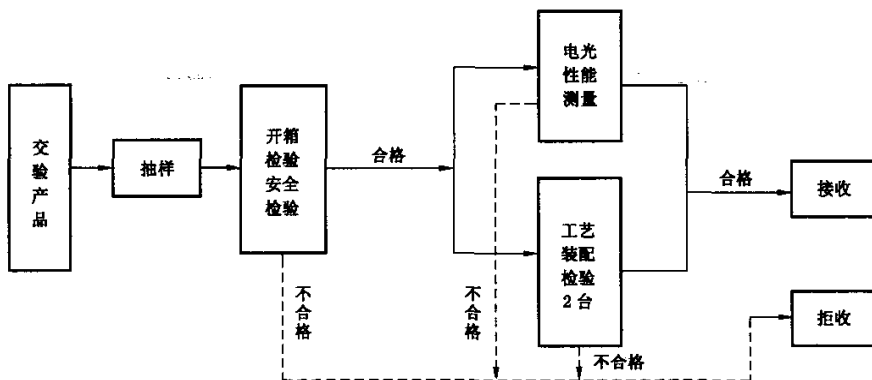 交
验
产
品
抽样
开箱
检验
安全
检验
合格
不
合
格
电光
性能
测量
不
合
格
工艺
装配
检验
2台
不合格
合格
接收
拒收